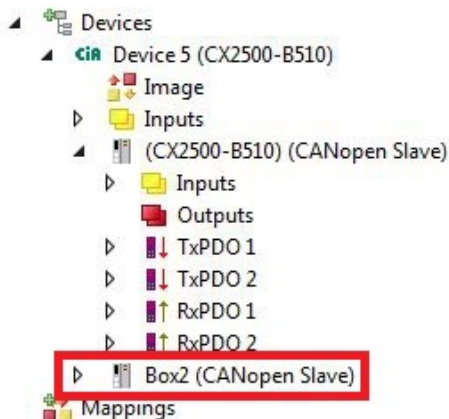 Devices
CiA Device 5 (CX2500-B510)
Image
Inputs
(CX2500-B510) (CANopen Slave)
Inputs
Outputs
TxPDO 1
TxPDO 2
RxPDO 1
RxPDO 2
Box2 (CANopen Slave)
Mappings